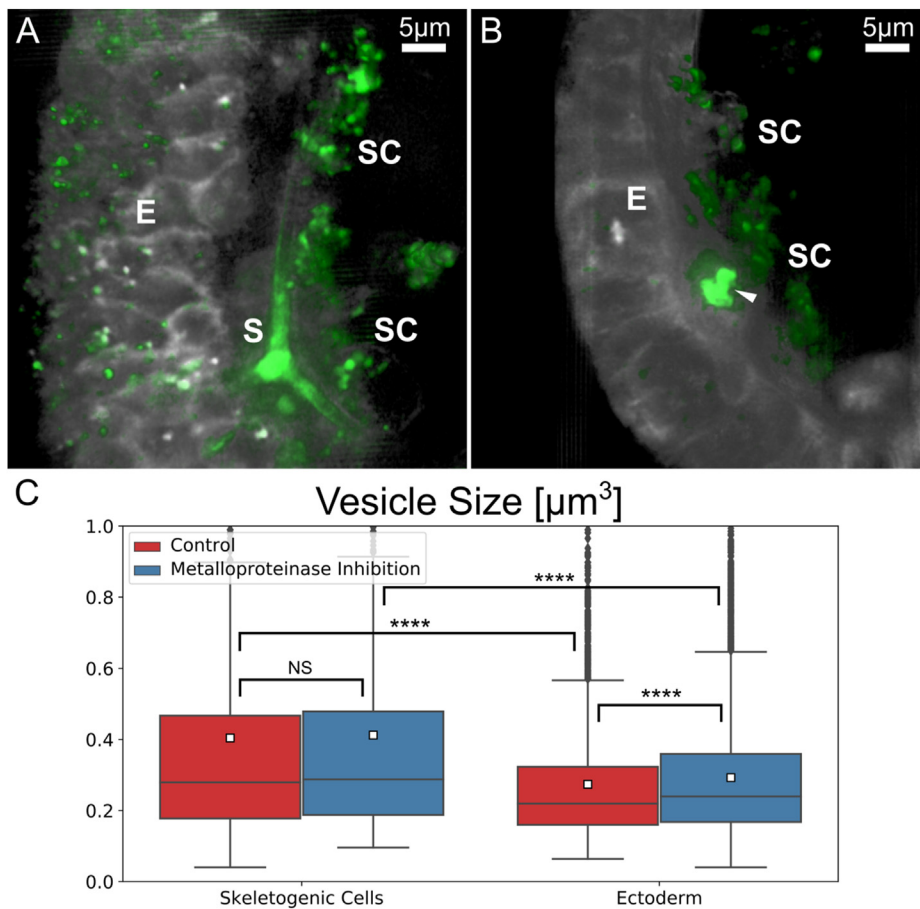 A
5µm
E
SC
S
SC
B
5µm
E
SC
SC
C
Vesicle Size [µm³]
1.0
0.8
0.6
0.4
0.2
0.0
Control
Metalloproteinase Inhibition
****
****
NS
****
Skeletogenic Cells
Ectoderm